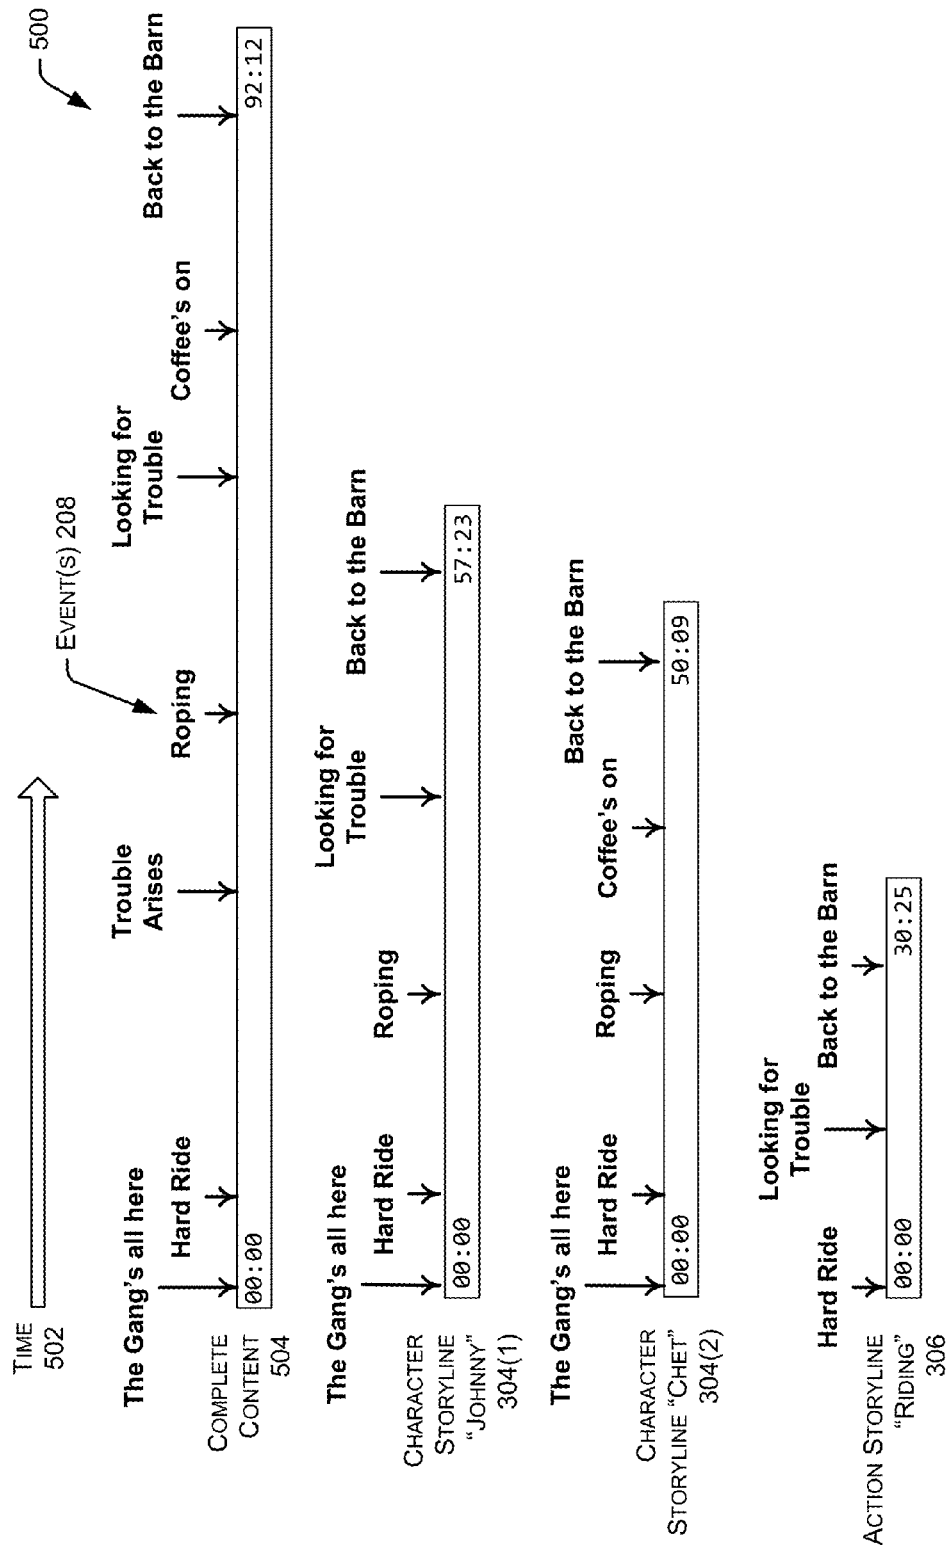 500
TIME
502
EVENT(S) 208
The Gang's all here
Hard Ride
Trouble
Arises
Roping
Looking for
Trouble
Coffee's on
Back to the Barn
COMPLETE
CONTENT
504
00:00
92:12
The Gang's all here
Hard Ride
Roping
Looking for
Trouble
Back to the Barn
CHARACTER
STORYLINE
"JOHNNY"
304(1)
00:00
57:23
The Gang's all here
Hard Ride
Roping
Coffee's on
Back to the Barn
CHARACTER
STORYLINE "CHET"
304(2)
00:00
50:09
Hard Ride
Looking for
Trouble
Back to the Barn
ACTION STORYLINE
"RIDING"
306
00:00
30:25